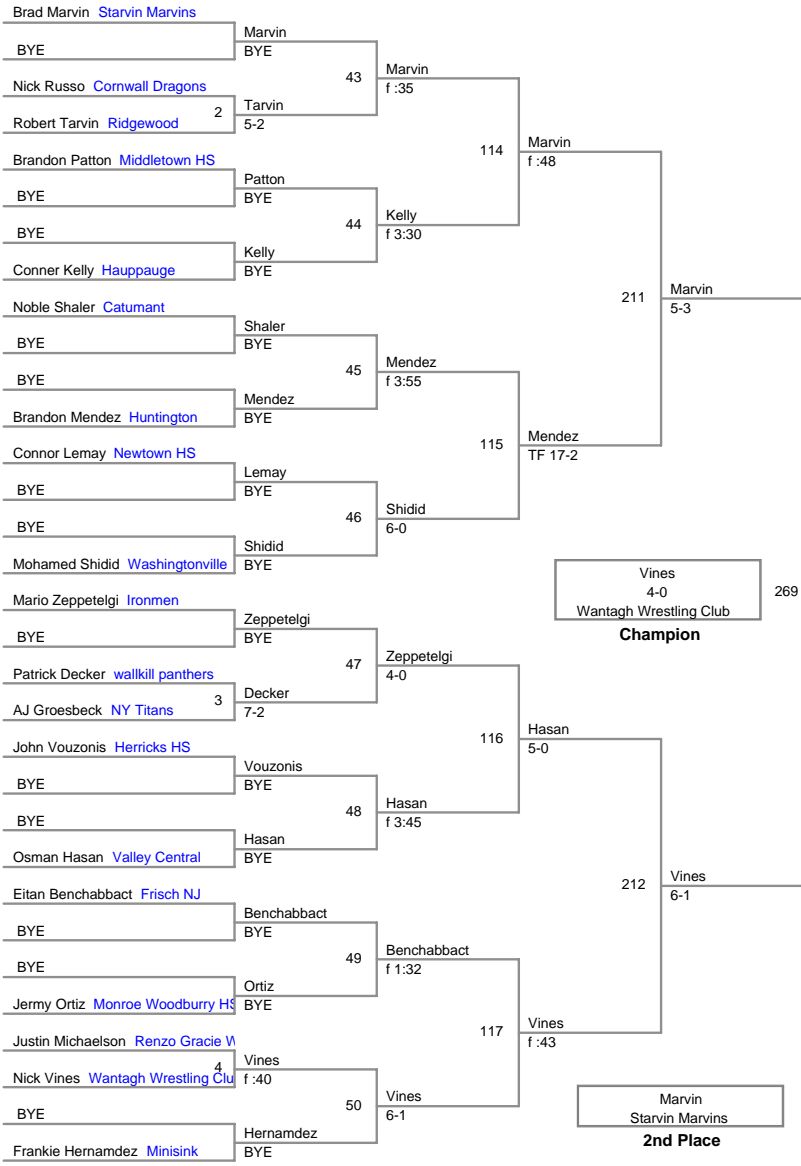 Brad Marvin Starvin Marvins
BYE
Nick Russo Cornwall Dragons
2
Robert Tarvin Ridgewood
Brandon Patton Middletown HS
BYE
BYE
Conner Kelly Hauppauge
Noble Shaler Catumant
BYE
BYE
Brandon Mendez Huntington
Connor Lemay Newtown HS
BYE
BYE
Mohamed Shidid Washingtonville
Mario Zeppetelgi Ironmen
BYE
Patrick Decker wallkill panthers
3
AJ Groesbeck NY Titans
John Vouzonis Herricks HS
BYE
BYE
Osman Hasan Valley Central
Eitan Benchabbact Frisch NJ
BYE
BYE
Jermy Ortiz Monroe Woodburry HS
Justin Michaelson Renzo Gracie W
4
Nick Vines Wantagh Wrestling Clu
BYE
Frankie Hernamdez Minisink
Marvin
BYE
43
Tarvin
5-2
Patton
BYE
44
Kelly
BYE
Shaler
BYE
45
Mendez
BYE
Lemay
BYE
46
Shidid
BYE
Zeppetelgi
BYE
47
Decker
7-2
Vouzonis
BYE
48
Hasan
BYE
Benchabbact
BYE
49
Ortiz
BYE
Vines
f :40
50
Hernamdez
BYE
Marvin
f :35
114
Kelly
f 3:30
Mendez
f 3:55
115
Shidid
6-0
Zeppetelgi
4-0
116
Hasan
f 3:45
Benchabbact
f 1:32
117
Vines
6-1
Marvin
f :48
211
Mendez
TF 17-2
Hasan
5-0
212
Vines
f :43
Marvin
5-3
Vines
6-1
Vines
4-0
Wantagh Wrestling Club
269
Champion
Marvin
Starvin Marvins
2nd Place